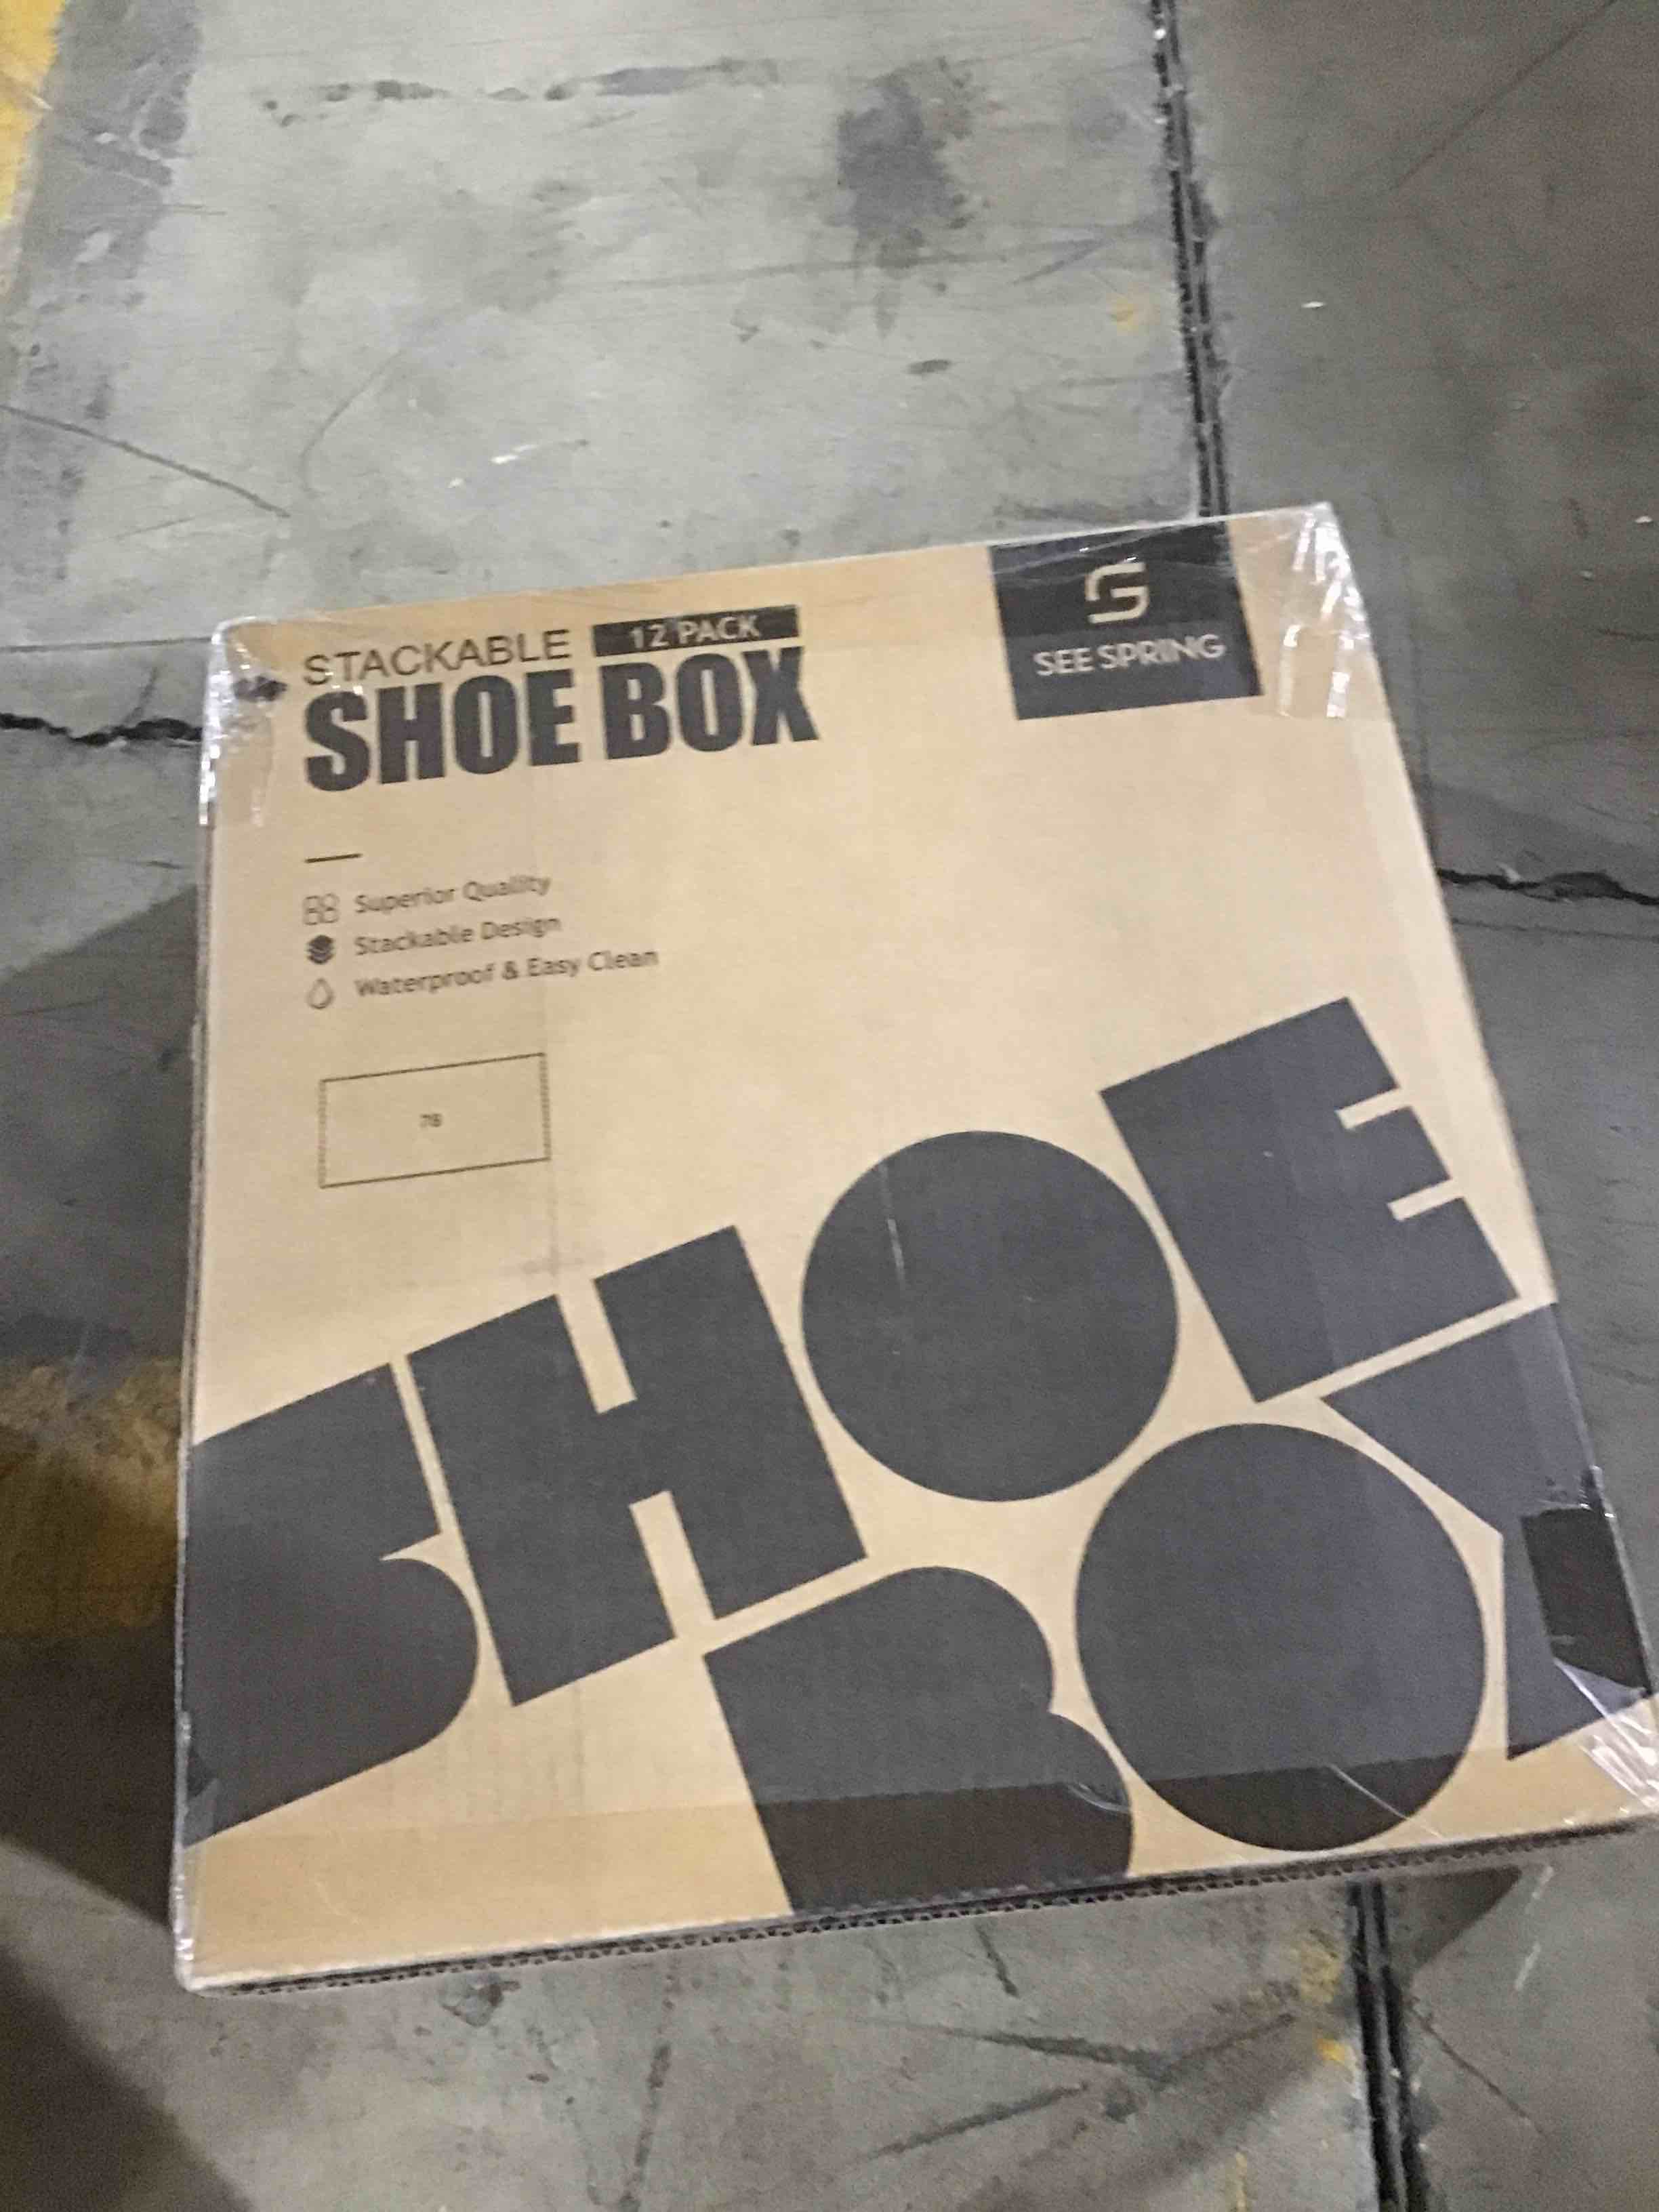 STACKABLE 12 PACK
SHOE BOX
SEE SPRING
Superior Quality
Stackable Design
Waterproof & Easy Clean
SHOE
BOX